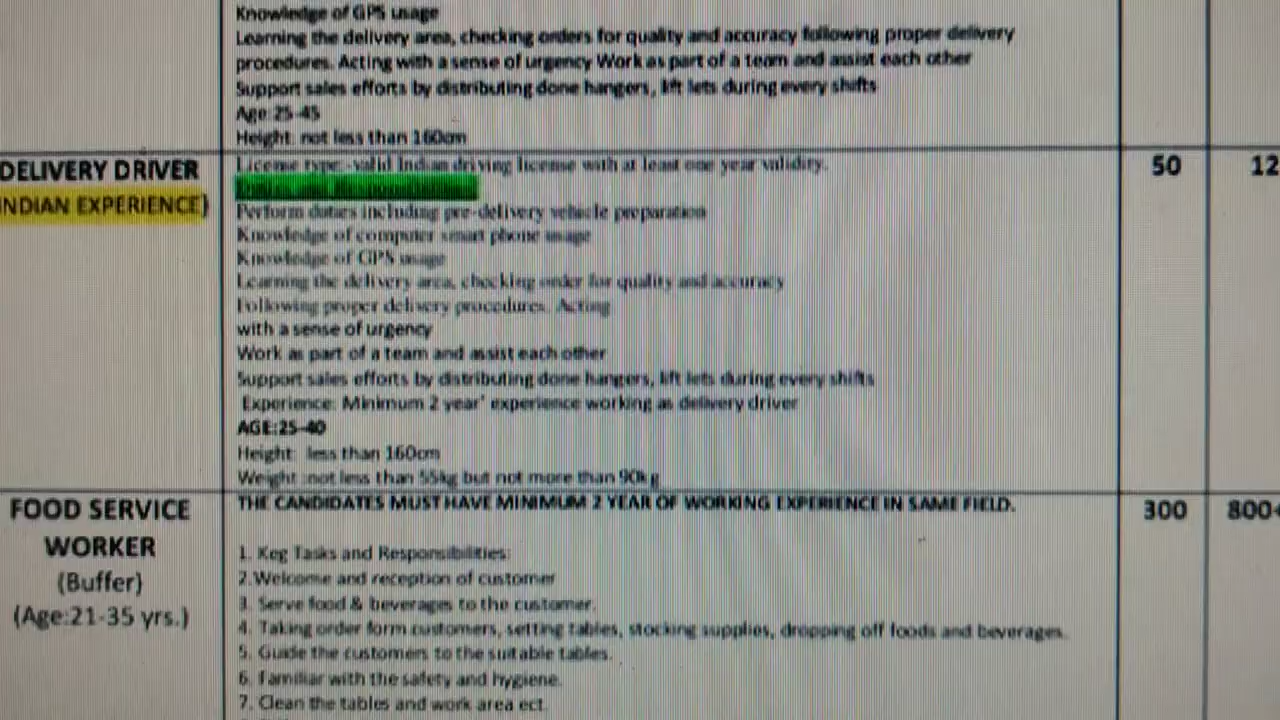 Knowledge of GPS usage
Learning the delivery area, checking orders for quality and accuracy following proper delivery
procedures. Acting with a sense of urgency Work as part of a team and assist each other
Support sales efforts by distributing done hangers, lift lets during every shifts
Age:25-45
Height: not less than 160cm
DELIVERY DRIVER
INDIAN EXPERIENCE)
License type:-valid Indian driving license with at least one year validity.
50
12
Duties and Responsibilities
Perform duties including pre-delivery vehicle preparation
Knowledge of computer smart phone usage
Knowledge of GPS usage
Learning the delivery area, checking order for quality and accuracy
Following proper delivery procedures. Acting
with a sense of urgency
Work as part of a team and assist each other
Support sales efforts by distributing done hangers, lift lets during every shifts
Experience: Minimum 2 year' experience working as delivery driver
AGE:25-40
Height: less than 160cm
Weight :not less than 55kg but not more than 90kg
FOOD SERVICE
WORKER
(Buffer)
(Age:21-35 yrs.)
THE CANDIDATES MUST HAVE MINIMUM 2 YEAR OF WORKING EXPERIENCE IN SAME FIELD.
300
800
1. Keg Tasks and Responsibilities:
2.Welcome and reception of customer
3. Serve food & beverages to the customer.
4. Taking order form customers, setting tables, stocking supplies, dropping off foods and beverages.
5. Guide the customers to the suitable tables.
6. Familiar with the safety and hygiene.
7. Clean the tables and work area ect.